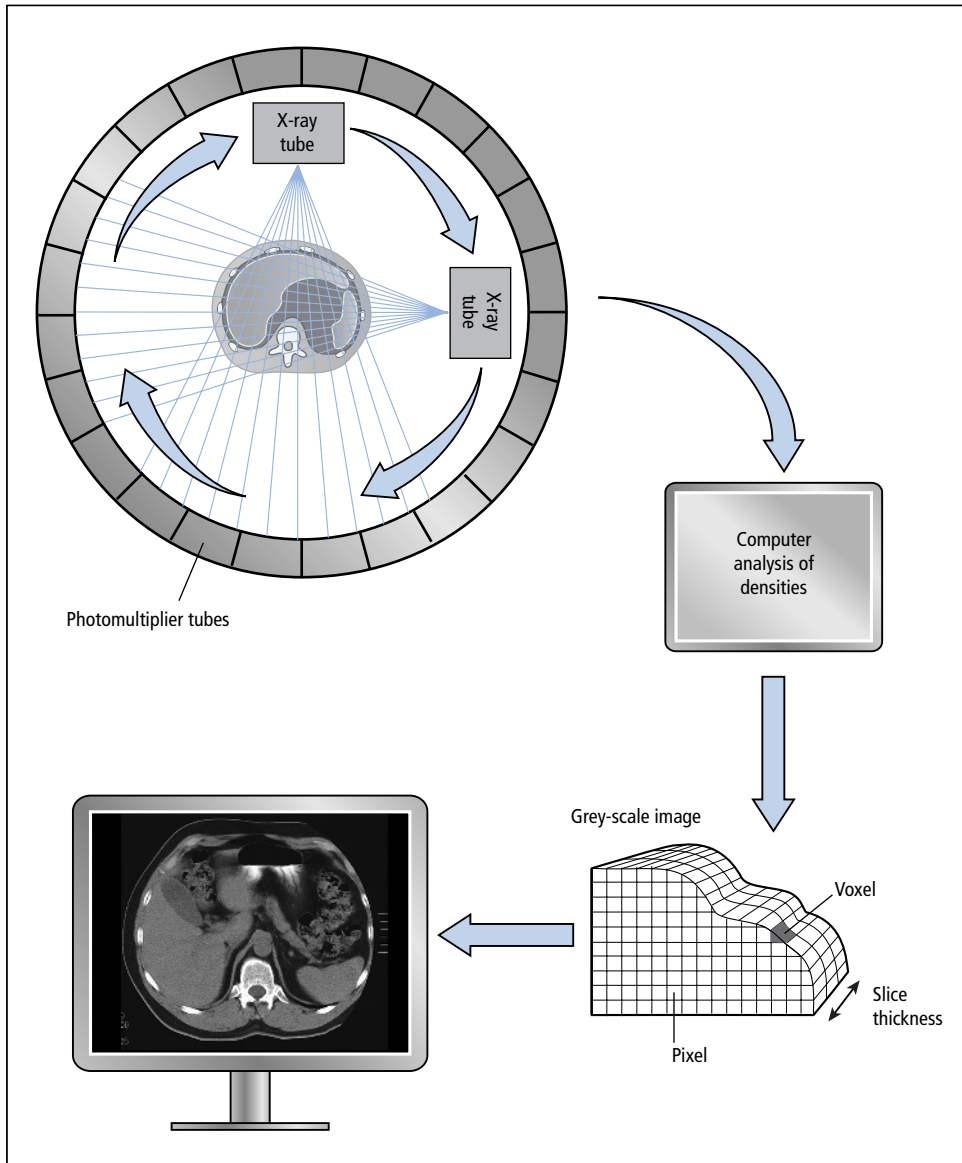 X-ray
tube
X-ray
tube
Photomultiplier tubes
Computer
analysis of
densities
Grey-scale image
Voxel
Slice
thickness
Pixel